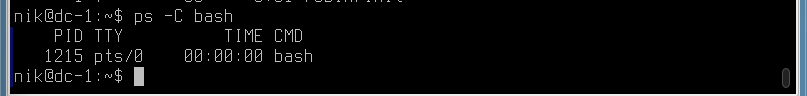 nik@dc-1:~$ ps -C bash
PID TTY TIME CMD
1215 pts/0 00:00:00 bash
nik@dc-1:~$